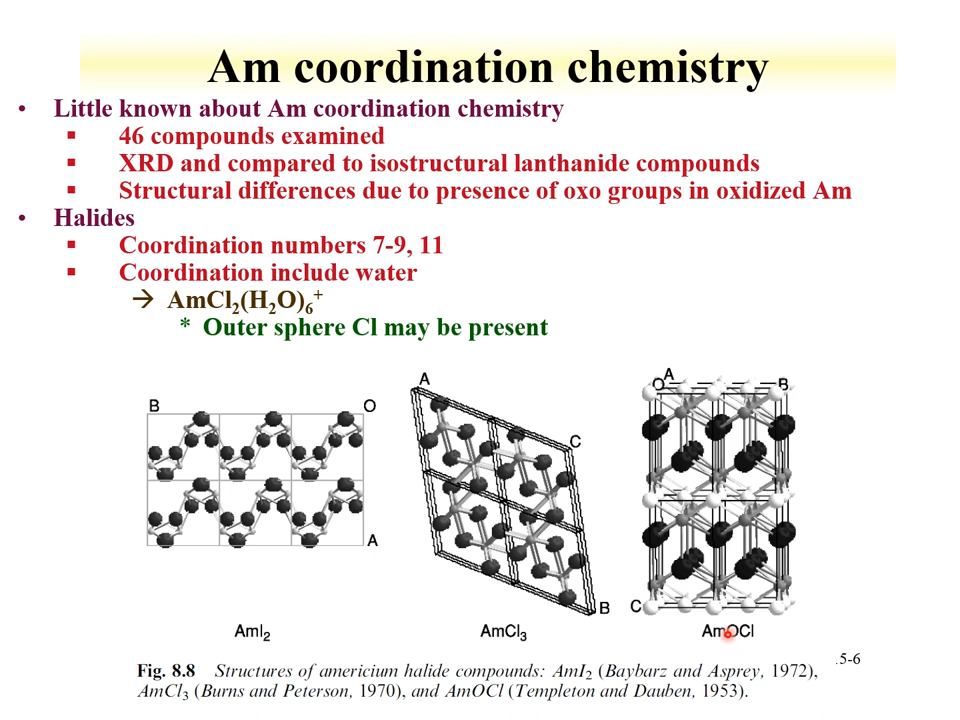 Am coordination chemistry
• Little known about Am coordination chemistry
▪ 46 compounds examined
▪ XRD and compared to isostructural lanthanide compounds
▪ Structural differences due to presence of oxo groups in oxidized Am
• Halides
▪ Coordination numbers 7-9, 11
▪ Coordination include water
→ AmCl₂(H₂O)₆⁺
* Outer sphere Cl may be present
B O
A
A
C
B
O A B
C
AmI₂ AmCl₃ AmOCl
.5-6
Fig. 8.8 Structures of americium halide compounds: AmI₂ (Baybarz and Asprey, 1972),
AmCl₃ (Burns and Peterson, 1970), and AmOCl (Templeton and Dauben, 1953).